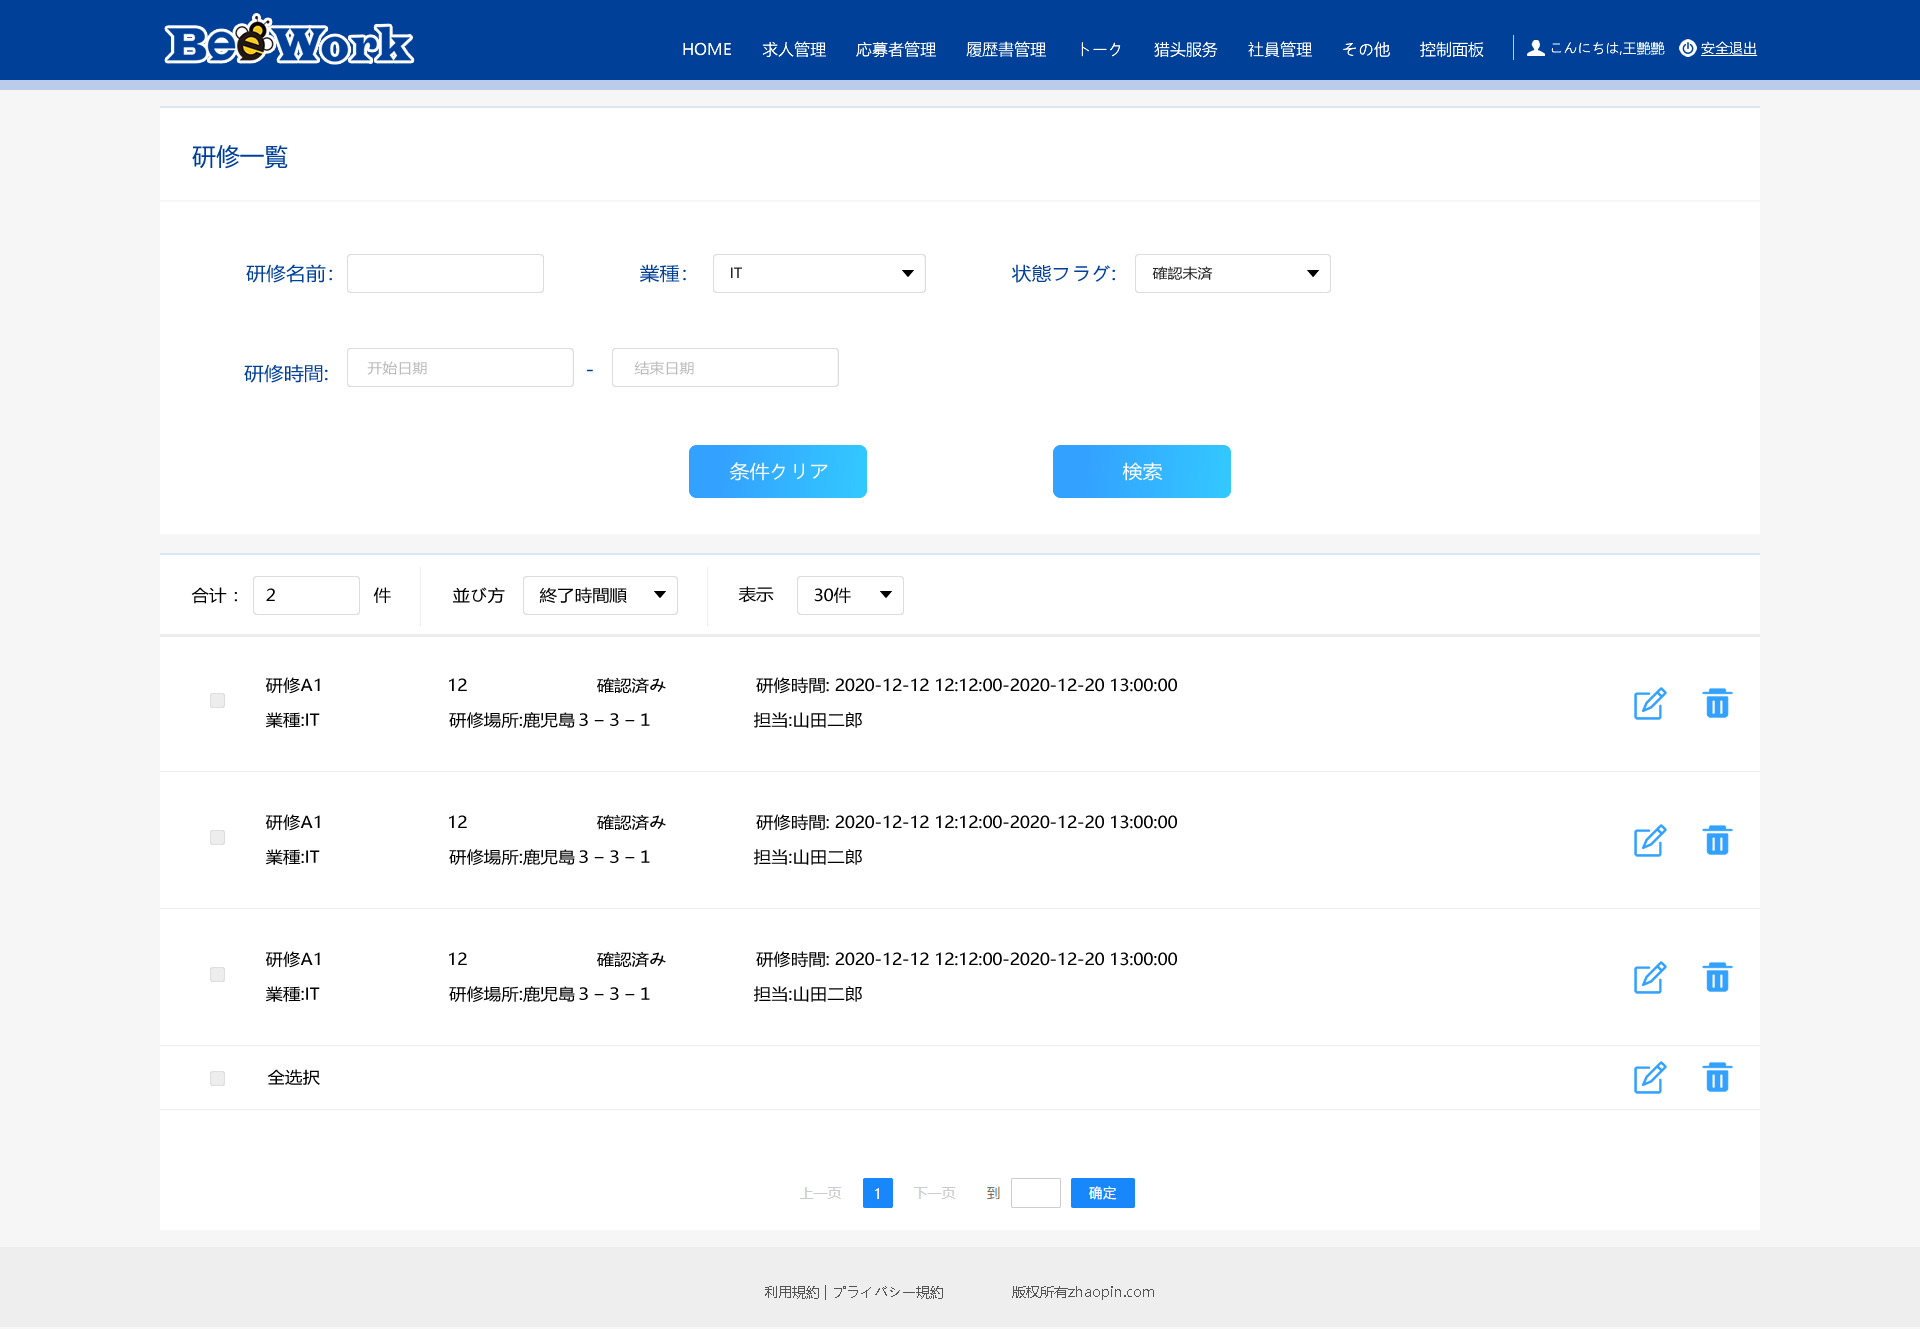 BeeWork
HOME 求人管理 応募者管理 履歴書管理 トーク 猎头服务 社員管理 その他 控制面板 こんにちは,王艶艶 安全退出
研修一覧
研修名前: 業種: IT 状態フラグ: 確認未済
研修時間: 开始日期 - 结束日期
条件クリア 検索
合计： 2 件 並び方 終了時間順 表示 30件
研修A1 12 確認済み 研修時間: 2020-12-12 12:12:00-2020-12-20 13:00:00
業種:IT 研修場所:鹿児島３－３－１ 担当:山田二郎
研修A1 12 確認済み 研修時間: 2020-12-12 12:12:00-2020-12-20 13:00:00
業種:IT 研修場所:鹿児島３－３－１ 担当:山田二郎
研修A1 12 確認済み 研修時間: 2020-12-12 12:12:00-2020-12-20 13:00:00
業種:IT 研修場所:鹿児島３－３－１ 担当:山田二郎
全选択
上一页 1 下一页 到 确定
利用規約 | プライバシー規約 版权所有zhaopin.com